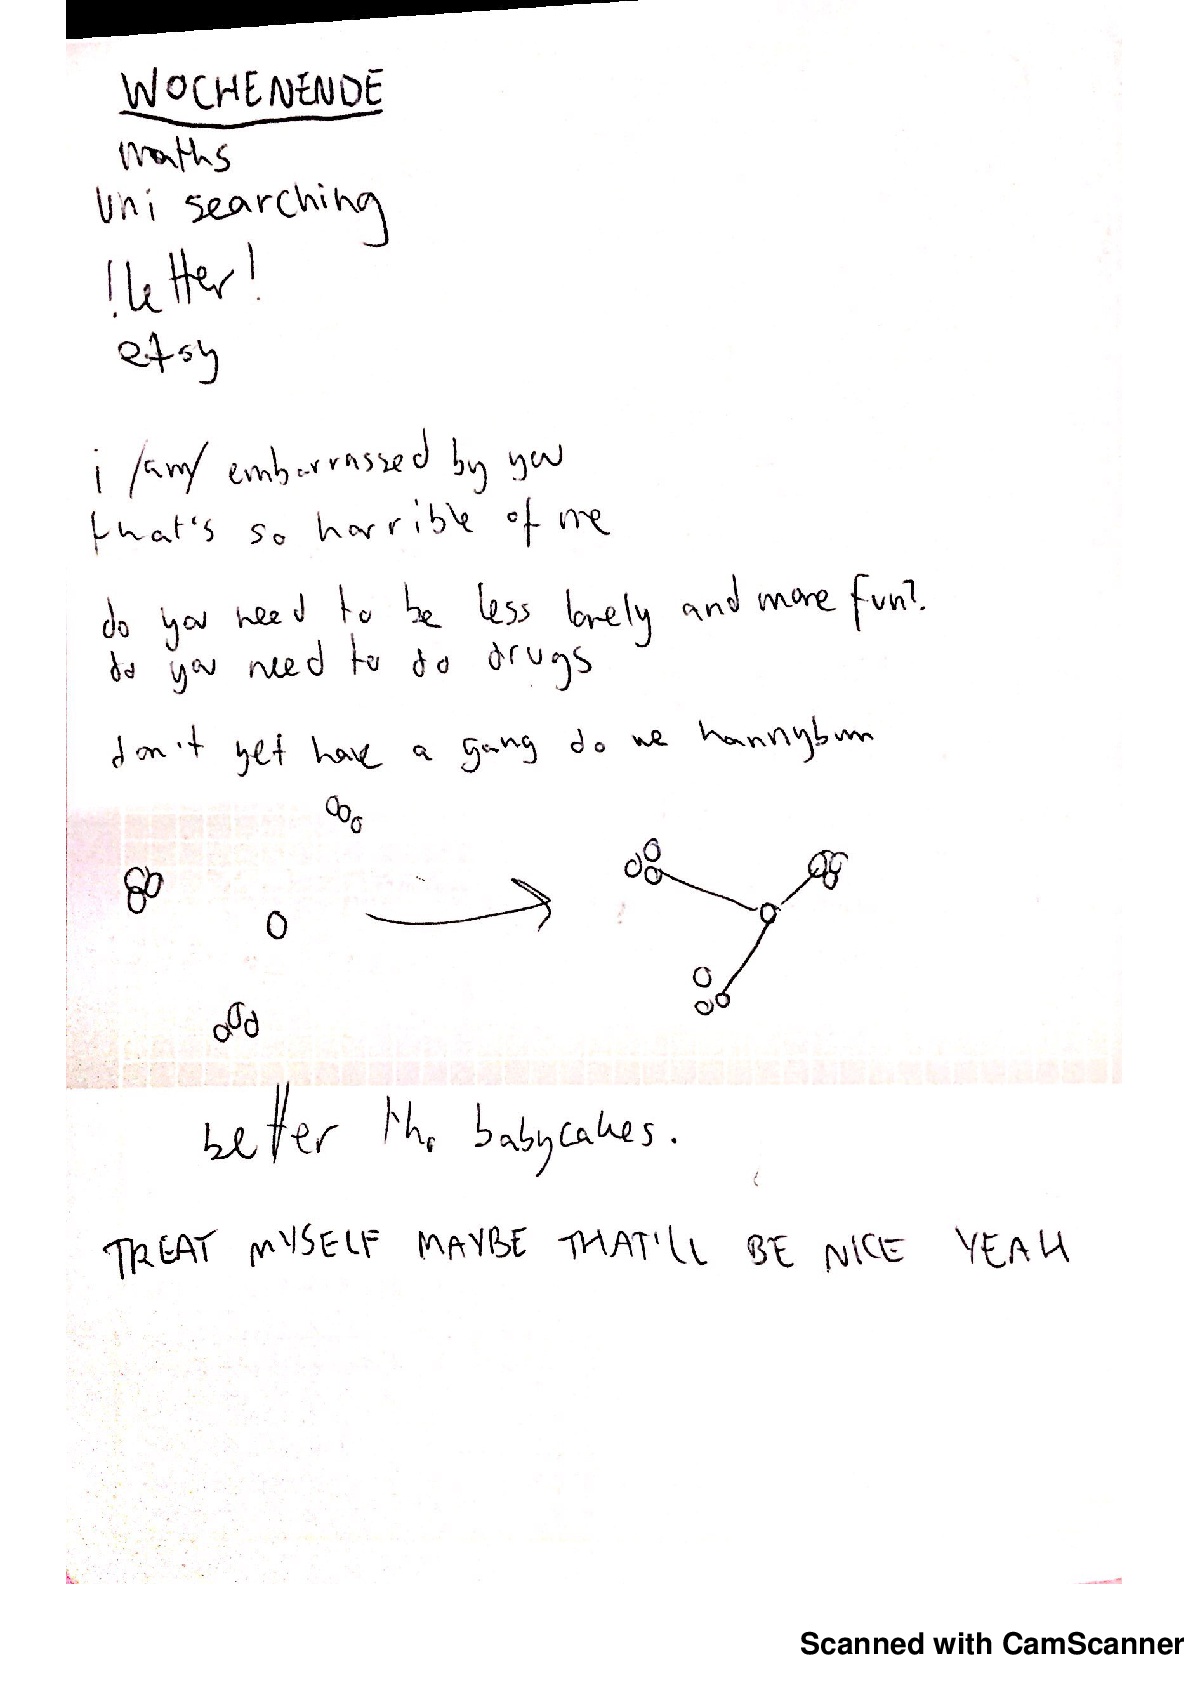 WOCHENENDE
maths
uni searching
!letter!
etsy
i /am/ embarrassed by you
that's so horrible of me
do you need to be less lonely and more fun?
do you need to do drugs
don't yet have a gang do we hannybun
better the babycakes.
TREAT MYSELF MAYBE THAT'LL BE NICE YEAH
Scanned with CamScanner